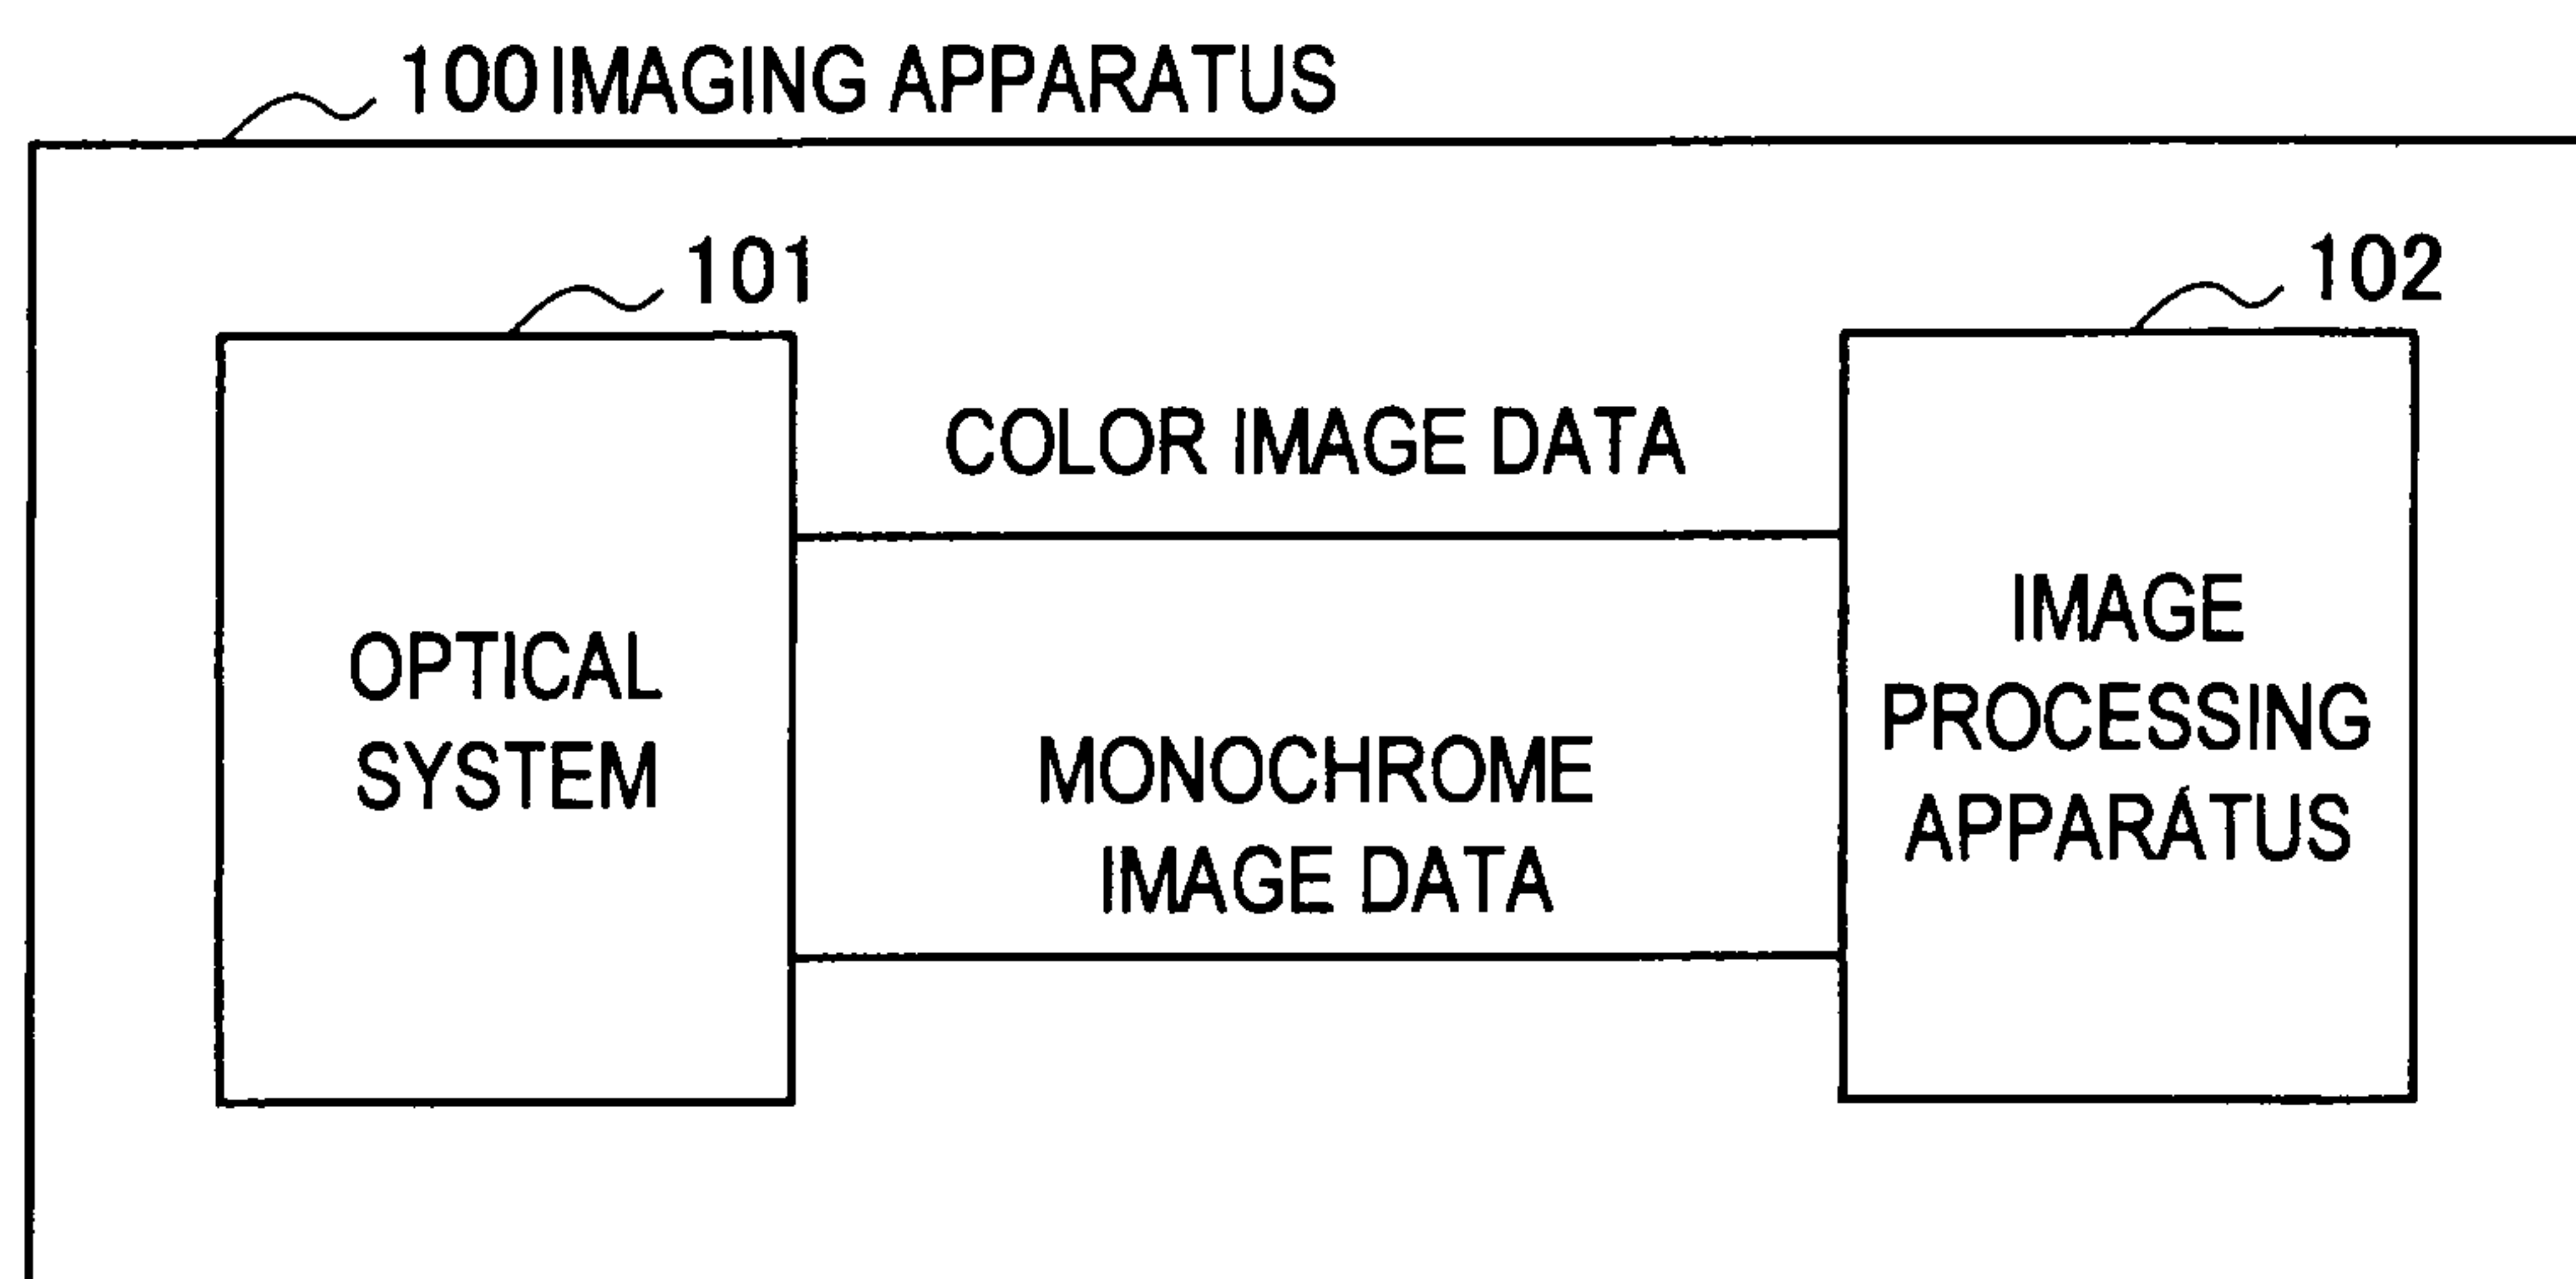 100 IMAGING APPARATUS
101
102
COLOR IMAGE DATA
OPTICAL
SYSTEM
MONOCHROME
IMAGE DATA
IMAGE
PROCESSING
APPARATUS